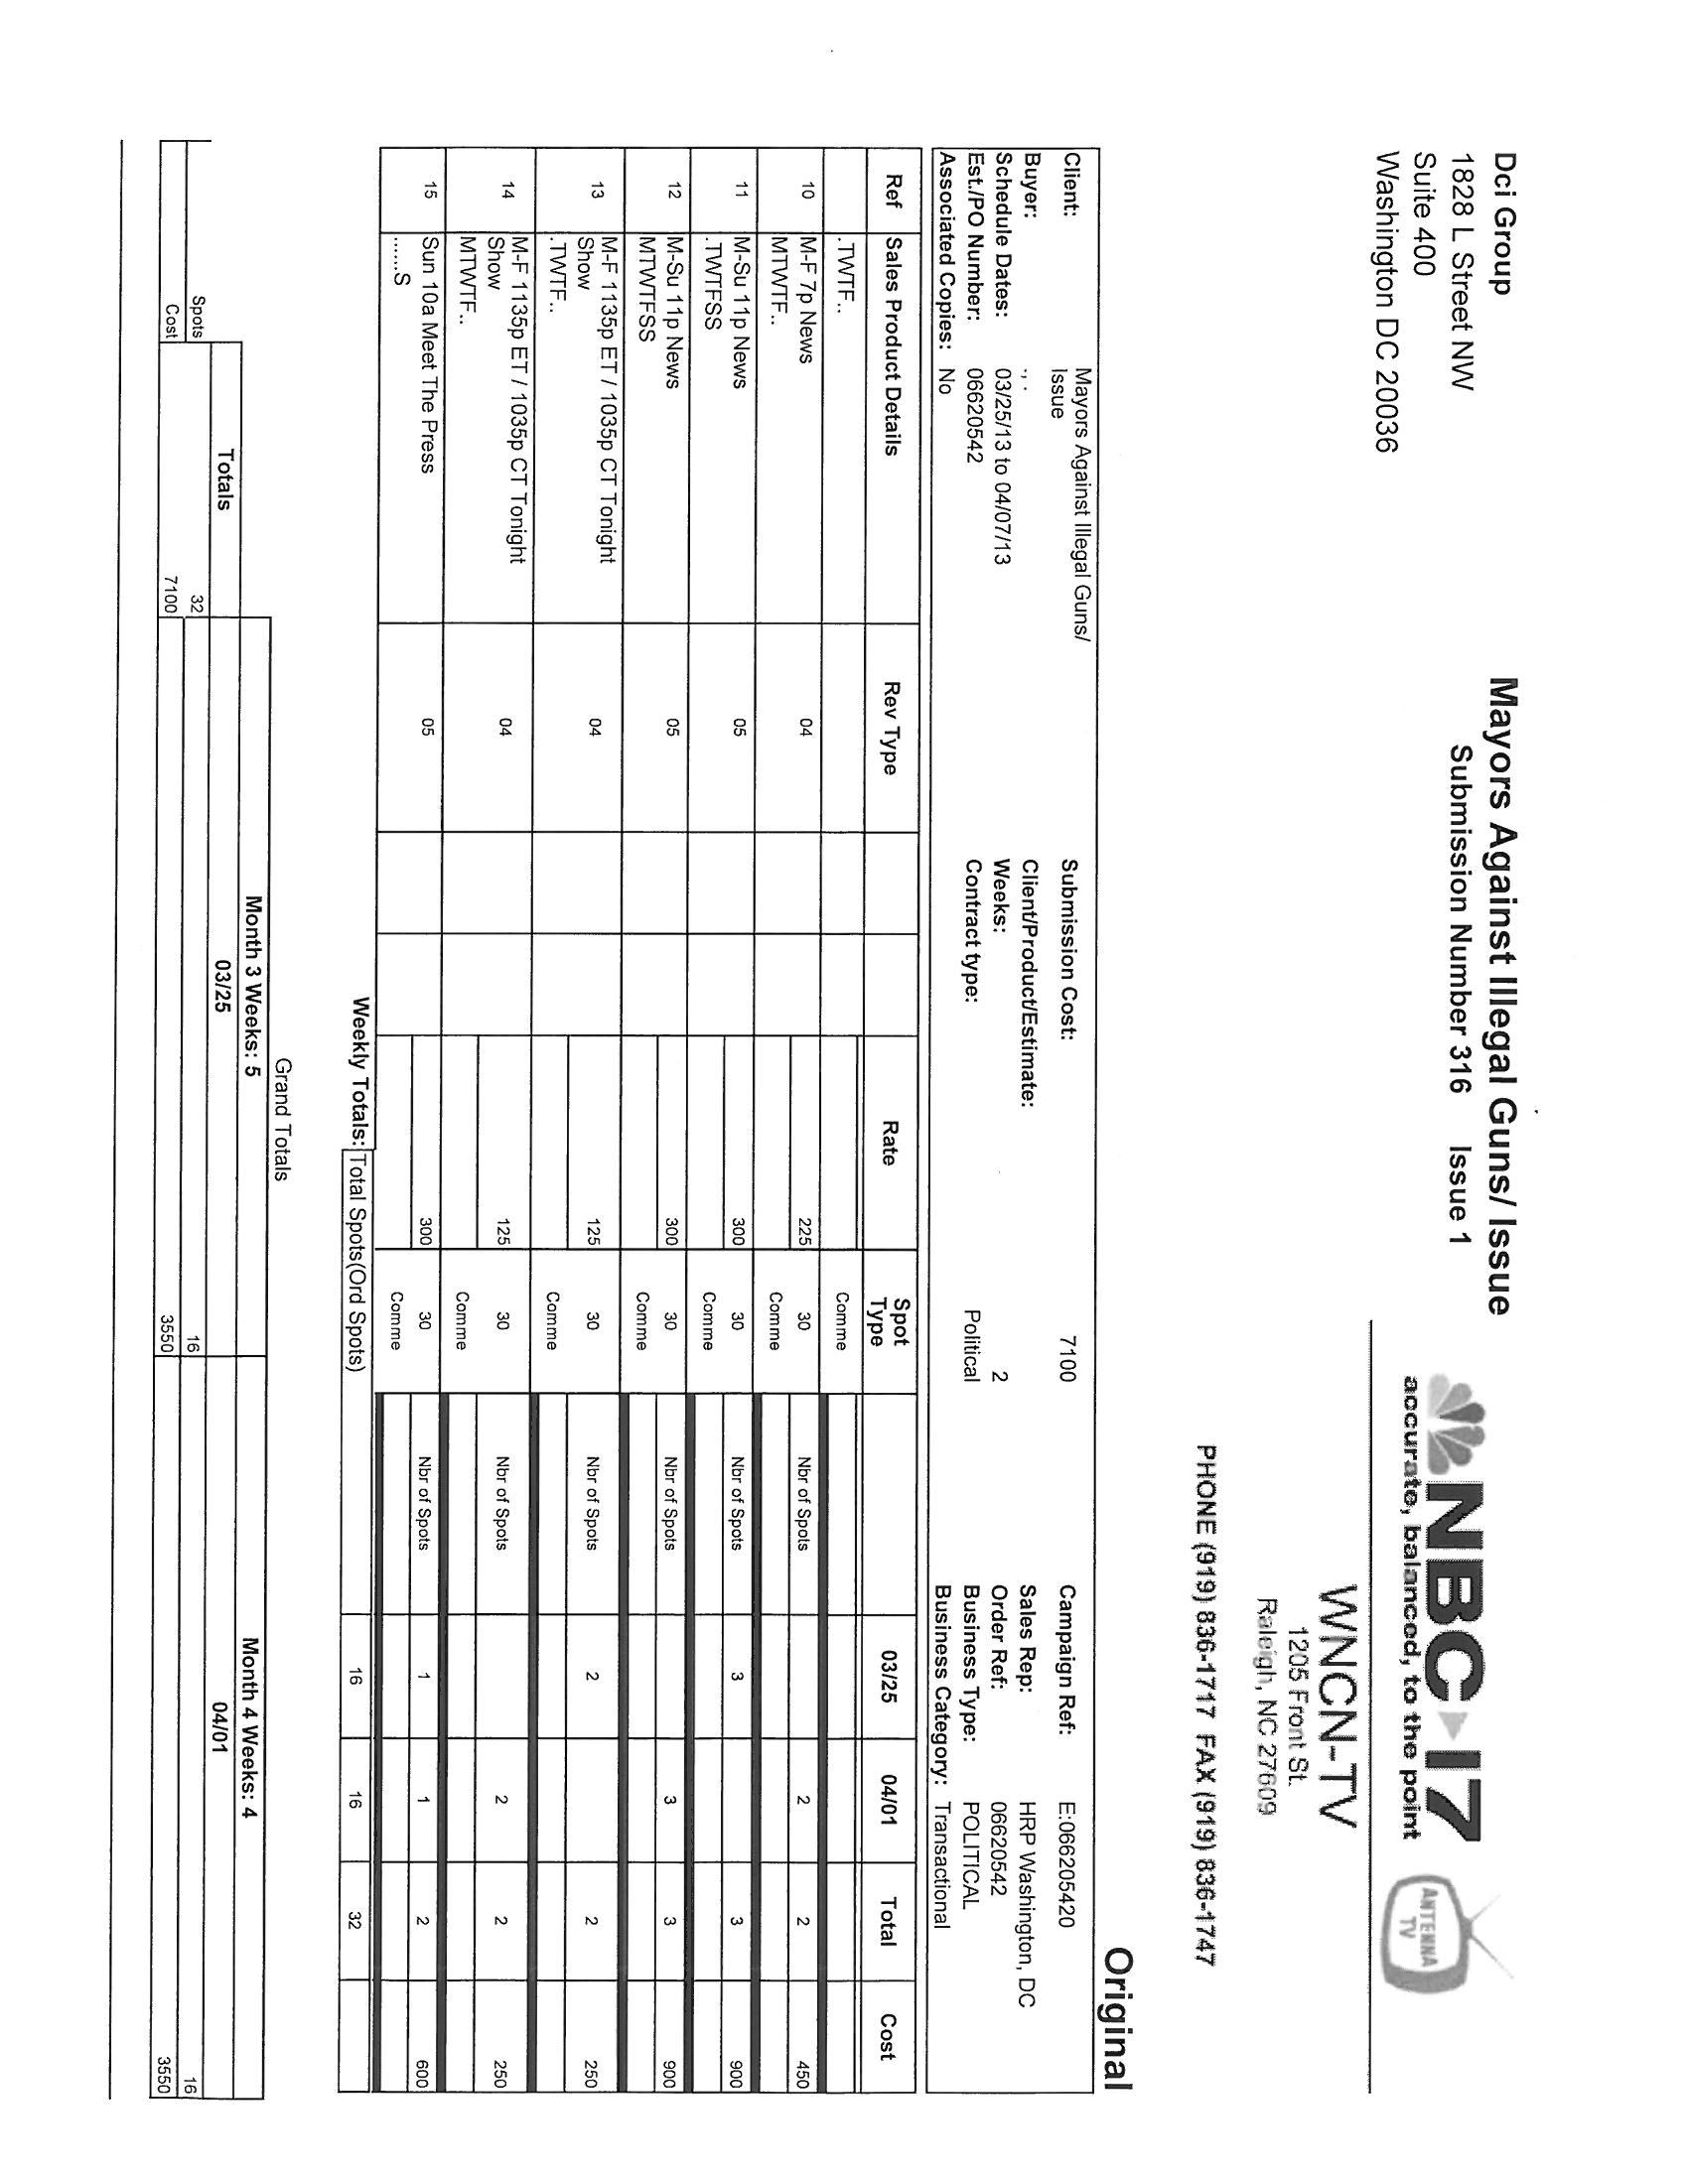 Dci Group
1828 L Street NW
Suite 400
Washington DC 20036
Mayors Against Illegal Guns/ Issue
Submission Number 316 Issue 1
NBC 17
accurate, balanced, to the point
ANTENNA
TV
WNCN-TV
1205 Front St.
Raleigh, NC 27609
PHONE (919) 836-1717 FAX (919) 836-1747
Original
Client: Mayors Against Illegal Guns/ Issue Submission Cost: 7100 Campaign Ref: E:066205420
Buyer: ., . Client/Product/Estimate: Sales Rep: HRP Washington, DC
Schedule Dates: 03/25/13 to 04/07/13 Weeks: 2 Order Ref: 06620542
Est./PO Number: 06620542 Contract type: Political Business Type: POLITICAL
Associated Copies: No Business Category: Transactional
Ref Sales Product Details Rev Type Rate Spot Type 03/25 04/01 Total Cost
.TWTF.. Comme
10 M-F 7p News 04 225 30 Nbr of Spots 2 2 450
MTWTF.. Comme
11 M-Su 11p News 05 300 30 Nbr of Spots 3 3 900
.TWTFSS Comme
12 M-Su 11p News 05 300 30 Nbr of Spots 3 3 900
MTWTFSS Comme
13 M-F 1135p ET / 1035p CT Tonight 04 125 30 Nbr of Spots 2 2 250
Show
.TWTF.. Comme
14 M-F 1135p ET / 1035p CT Tonight 04 125 30 Nbr of Spots 2 2 250
Show
MTWTF.. Comme
15 Sun 10a Meet The Press 05 300 30 Nbr of Spots 1 1 2 600
......S Comme
Weekly Totals: Total Spots(Ord Spots) 16 16 32
Grand Totals
Month 3 Weeks: 5 Month 4 Weeks: 4
Totals 03/25 04/01
Spots 32 16 16
Cost 7100 3550 3550